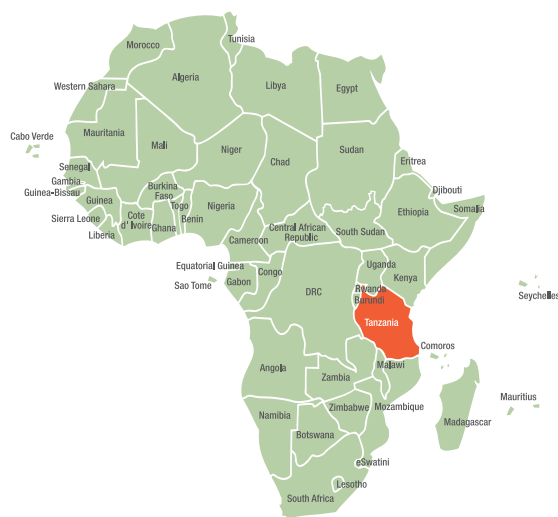 Tunisia
Morocco
Algeria
Libya
Egypt
Western Sahara
Mauritania
Cabo Verde
Mali
Niger
Chad
Sudan
Eritrea
Senegal
Gambia
Guinea-Bissau
Guinea
Burkina
Faso
Djibouti
Somalia
Sierra Leone
Liberia
Cote
d' Ivoire
Ghana
Togo
Benin
Nigeria
Ethiopia
Central African
Republic
South Sudan
Cameroon
Equatorial Guinea
Sao Tome
Gabon
Congo
DRC
Uganda
Kenya
Rwanda
Burundi
Tanzania
Seychelles
Comoros
Angola
Zambia
Malawi
Mozambique
Zimbabwe
Namibia
Botswana
Madagascar
Mauritius
eSwatini
Lesotho
South Africa